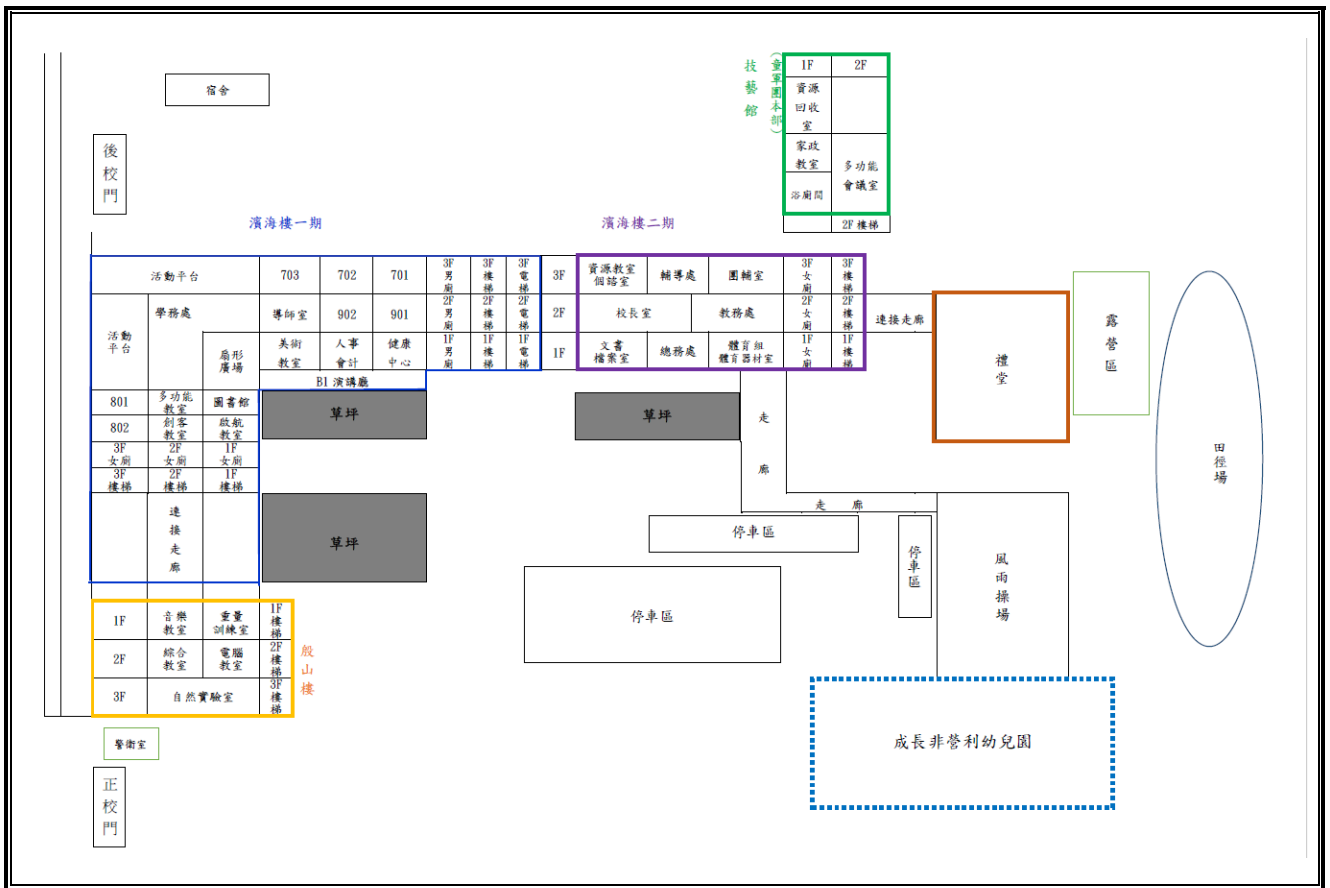 宿舍
後校門
技藝館
（童軍團本部）
1F
2F
資源
回收
室
家政
教室
多功能
會議室
浴廁間
2F 樓梯
濱海樓一期
濱海樓二期
活動平台
703
702
701
3F男廁
3F樓梯
3F電梯
3F
資源教室
個諮室
輔導處
團輔室
3F女廁
3F樓梯
活動
平台
學務處
導師室
902
901
2F男廁
2F樓梯
2F電梯
2F
校長室
教務處
2F女廁
2F樓梯
連接走廊
扇形
廣場
美術
教室
人事
會計
健康
中心
1F男廁
1F樓梯
1F電梯
1F
文書
檔案室
總務處
體育組
體育器材室
1F女廁
1F樓梯
禮堂
露營區
田徑場
B1 演講廳
801
多功能
教室
圖書館
草坪
草坪
走廊
802
創客
教室
啟航
教室
3F
女廁
2F
女廁
1F
女廁
3F
樓梯
2F
樓梯
1F
樓梯
連接走廊
草坪
走廊
停車區
停車區
風雨操場
停車區
1F
音樂
教室
重量
訓練室
1F樓梯
2F
綜合
教室
電腦
教室
2F樓梯
3F
自然實驗室
3F樓梯
殷山樓
警衛室
正校門
成長非營利幼兒園